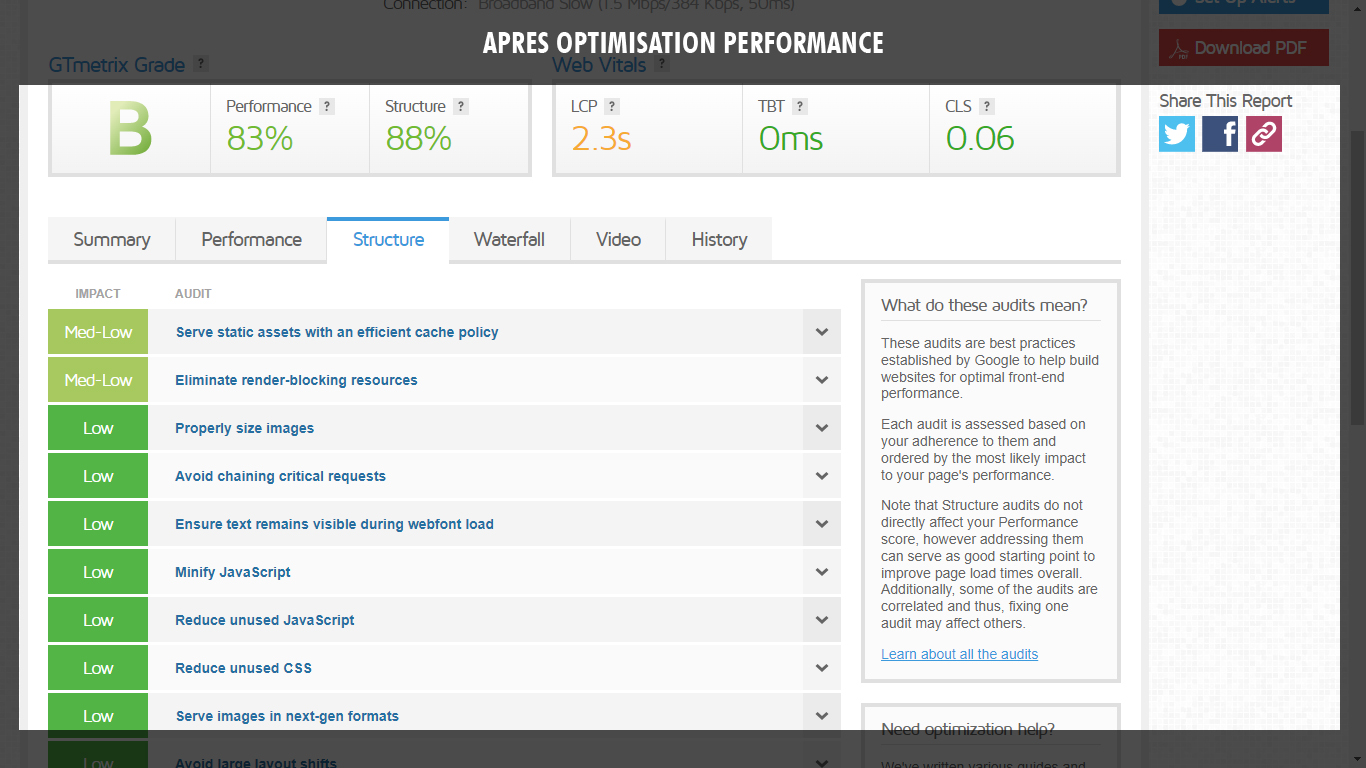 Connection: Broadband Slow (1.5 Mbps/384 Kbps, 50ms)
Set Up Alerts
APRES OPTIMISATION PERFORMANCE
Download PDF
GTmetrix Grade ?
Web Vitals ?
B
Performance ?
83%
Structure ?
88%
LCP ?
2.3s
TBT ?
0ms
CLS ?
0.06
Share This Report
Summary
Performance
Structure
Waterfall
Video
History
IMPACT AUDIT
Med-Low Serve static assets with an efficient cache policy
Med-Low Eliminate render-blocking resources
Low Properly size images
Low Avoid chaining critical requests
Low Ensure text remains visible during webfont load
Low Minify JavaScript
Low Reduce unused JavaScript
Low Reduce unused CSS
Low Serve images in next-gen formats
Low Avoid large layout shifts
What do these audits mean?
These audits are best practices
established by Google to help build
websites for optimal front-end
performance.
Each audit is assessed based on
your adherence to them and
ordered by the most likely impact
to your page's performance.
Note that Structure audits do not
directly affect your Performance
score, however addressing them
can serve as good starting point to
improve page load times overall.
Additionally, some of the audits are
correlated and thus, fixing one
audit may affect others.
Learn about all the audits
Need optimization help?
We've written various guides and